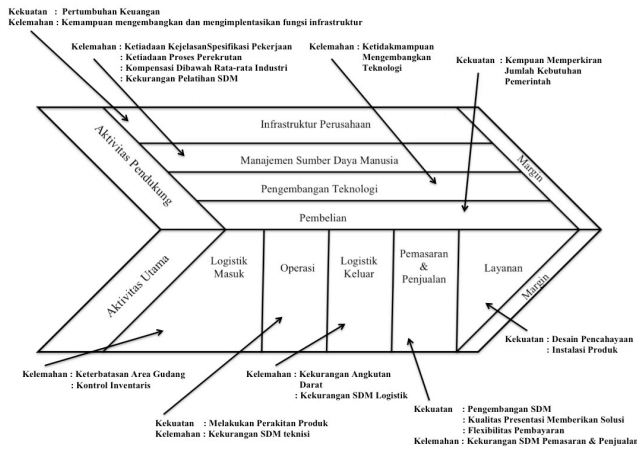 Kekuatan : Pertumbuhan Keuangan
Kelemahan : Kemampuan mengembangkan dan mengimplentasikan fungsi infrastruktur
Kelemahan : Ketiadaan KejelasanSpesifikasi Pekerjaan
: Ketiadaan Proses Perekrutan
: Kompensasi Dibawah Rata-rata Industri
: Kekurangan Pelatihan SDM
Kelemahan : Ketidakmampuan
Mengembangkan
Teknologi
Kekuatan : Kempuan Memperkiran
Jumlah Kebutuhan
Pemerintah
Aktivitas Pendukung
Infrastruktur Perusahaan
Manajemen Sumber Daya Manusia
Pengembangan Teknologi
Pembelian
Margin
Aktivitas Utama
Logistik
Masuk
Operasi
Logistik
Keluar
Pemasaran
&
Penjualan
Layanan
Margin
Kekuatan : Desain Pencahayaan
: Instalasi Produk
Kelemahan : Keterbatasan Area Gudang
: Kontrol Inventaris
Kelemahan : Kekurangan Angkutan
Darat
: Kekurangan SDM Logistik
Kekuatan : Melakukan Perakitan Produk
Kelemahan : Kekurangan SDM teknisi
Kekuatan : Pengembangan SDM
: Kualitas Presentasi Memberikan Solusi
: Flexibilitas Pembayaran
Kelemahan : Kekurangan SDM Pemasaran & Penjualan